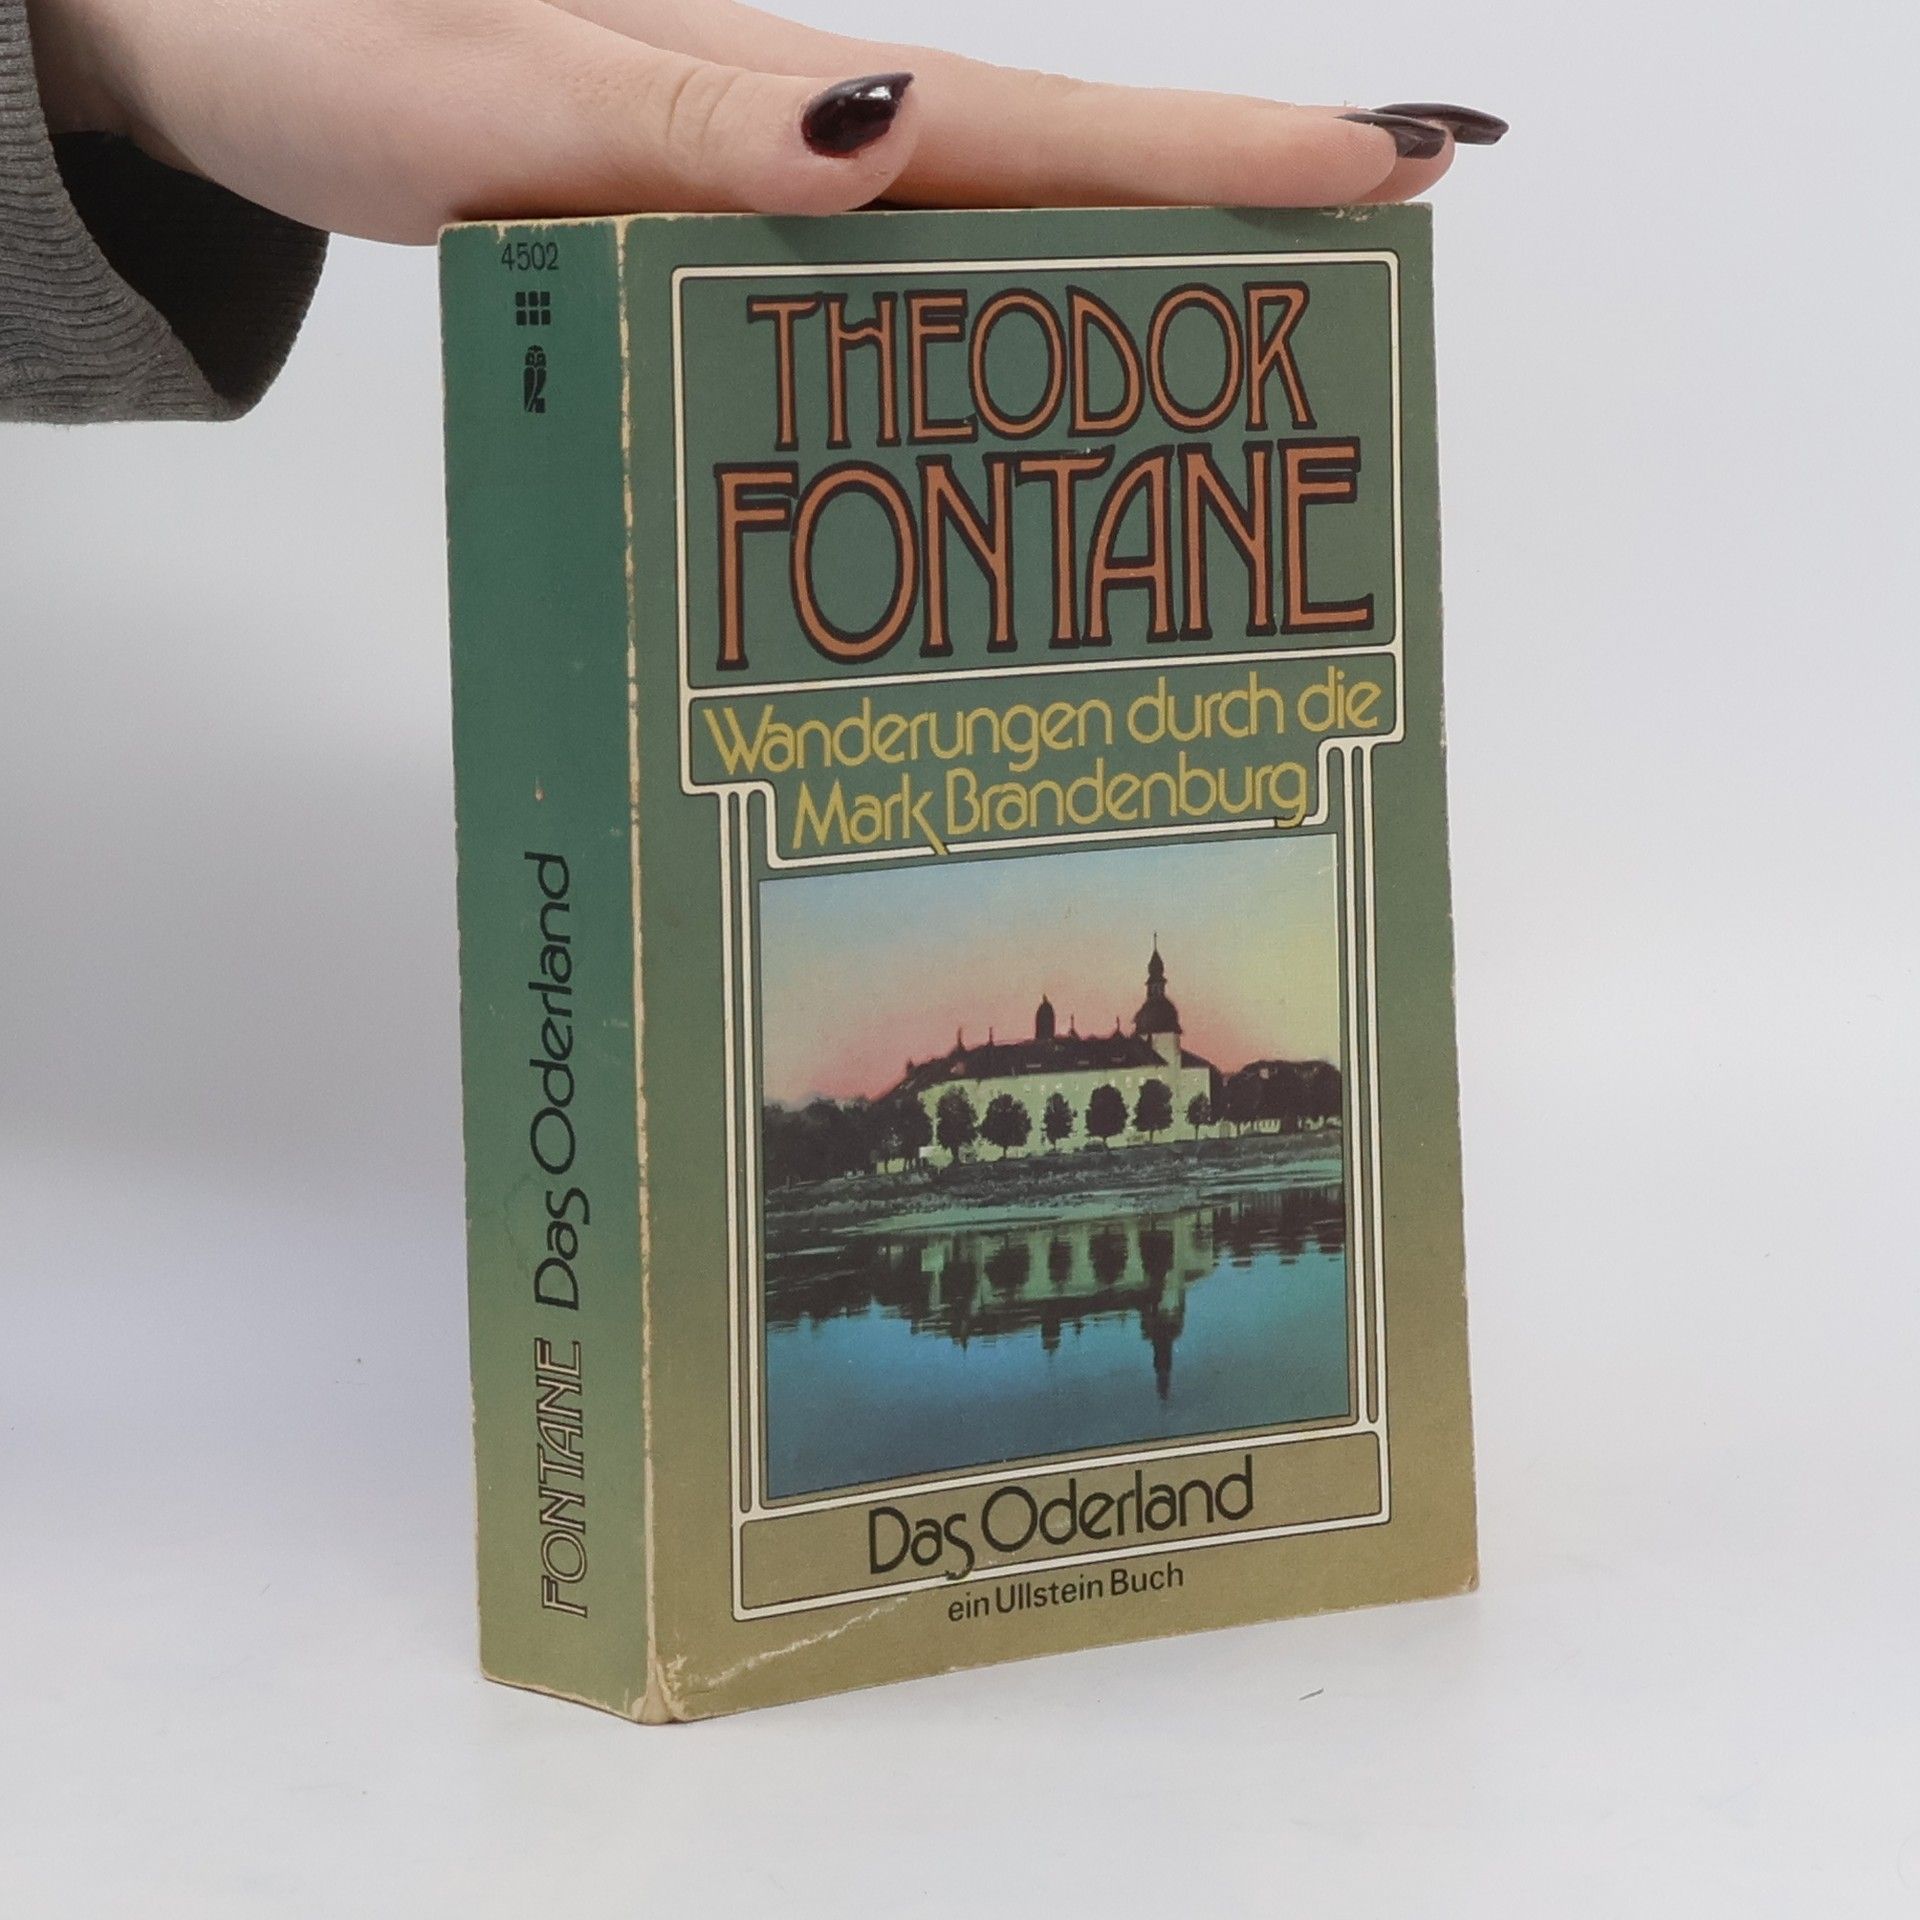 4502
FONTANE Das Oderland
THEODOR
FONTANE
Wanderungen durch die
Mark Brandenburg
Das Oderland
ein Ullstein Buch